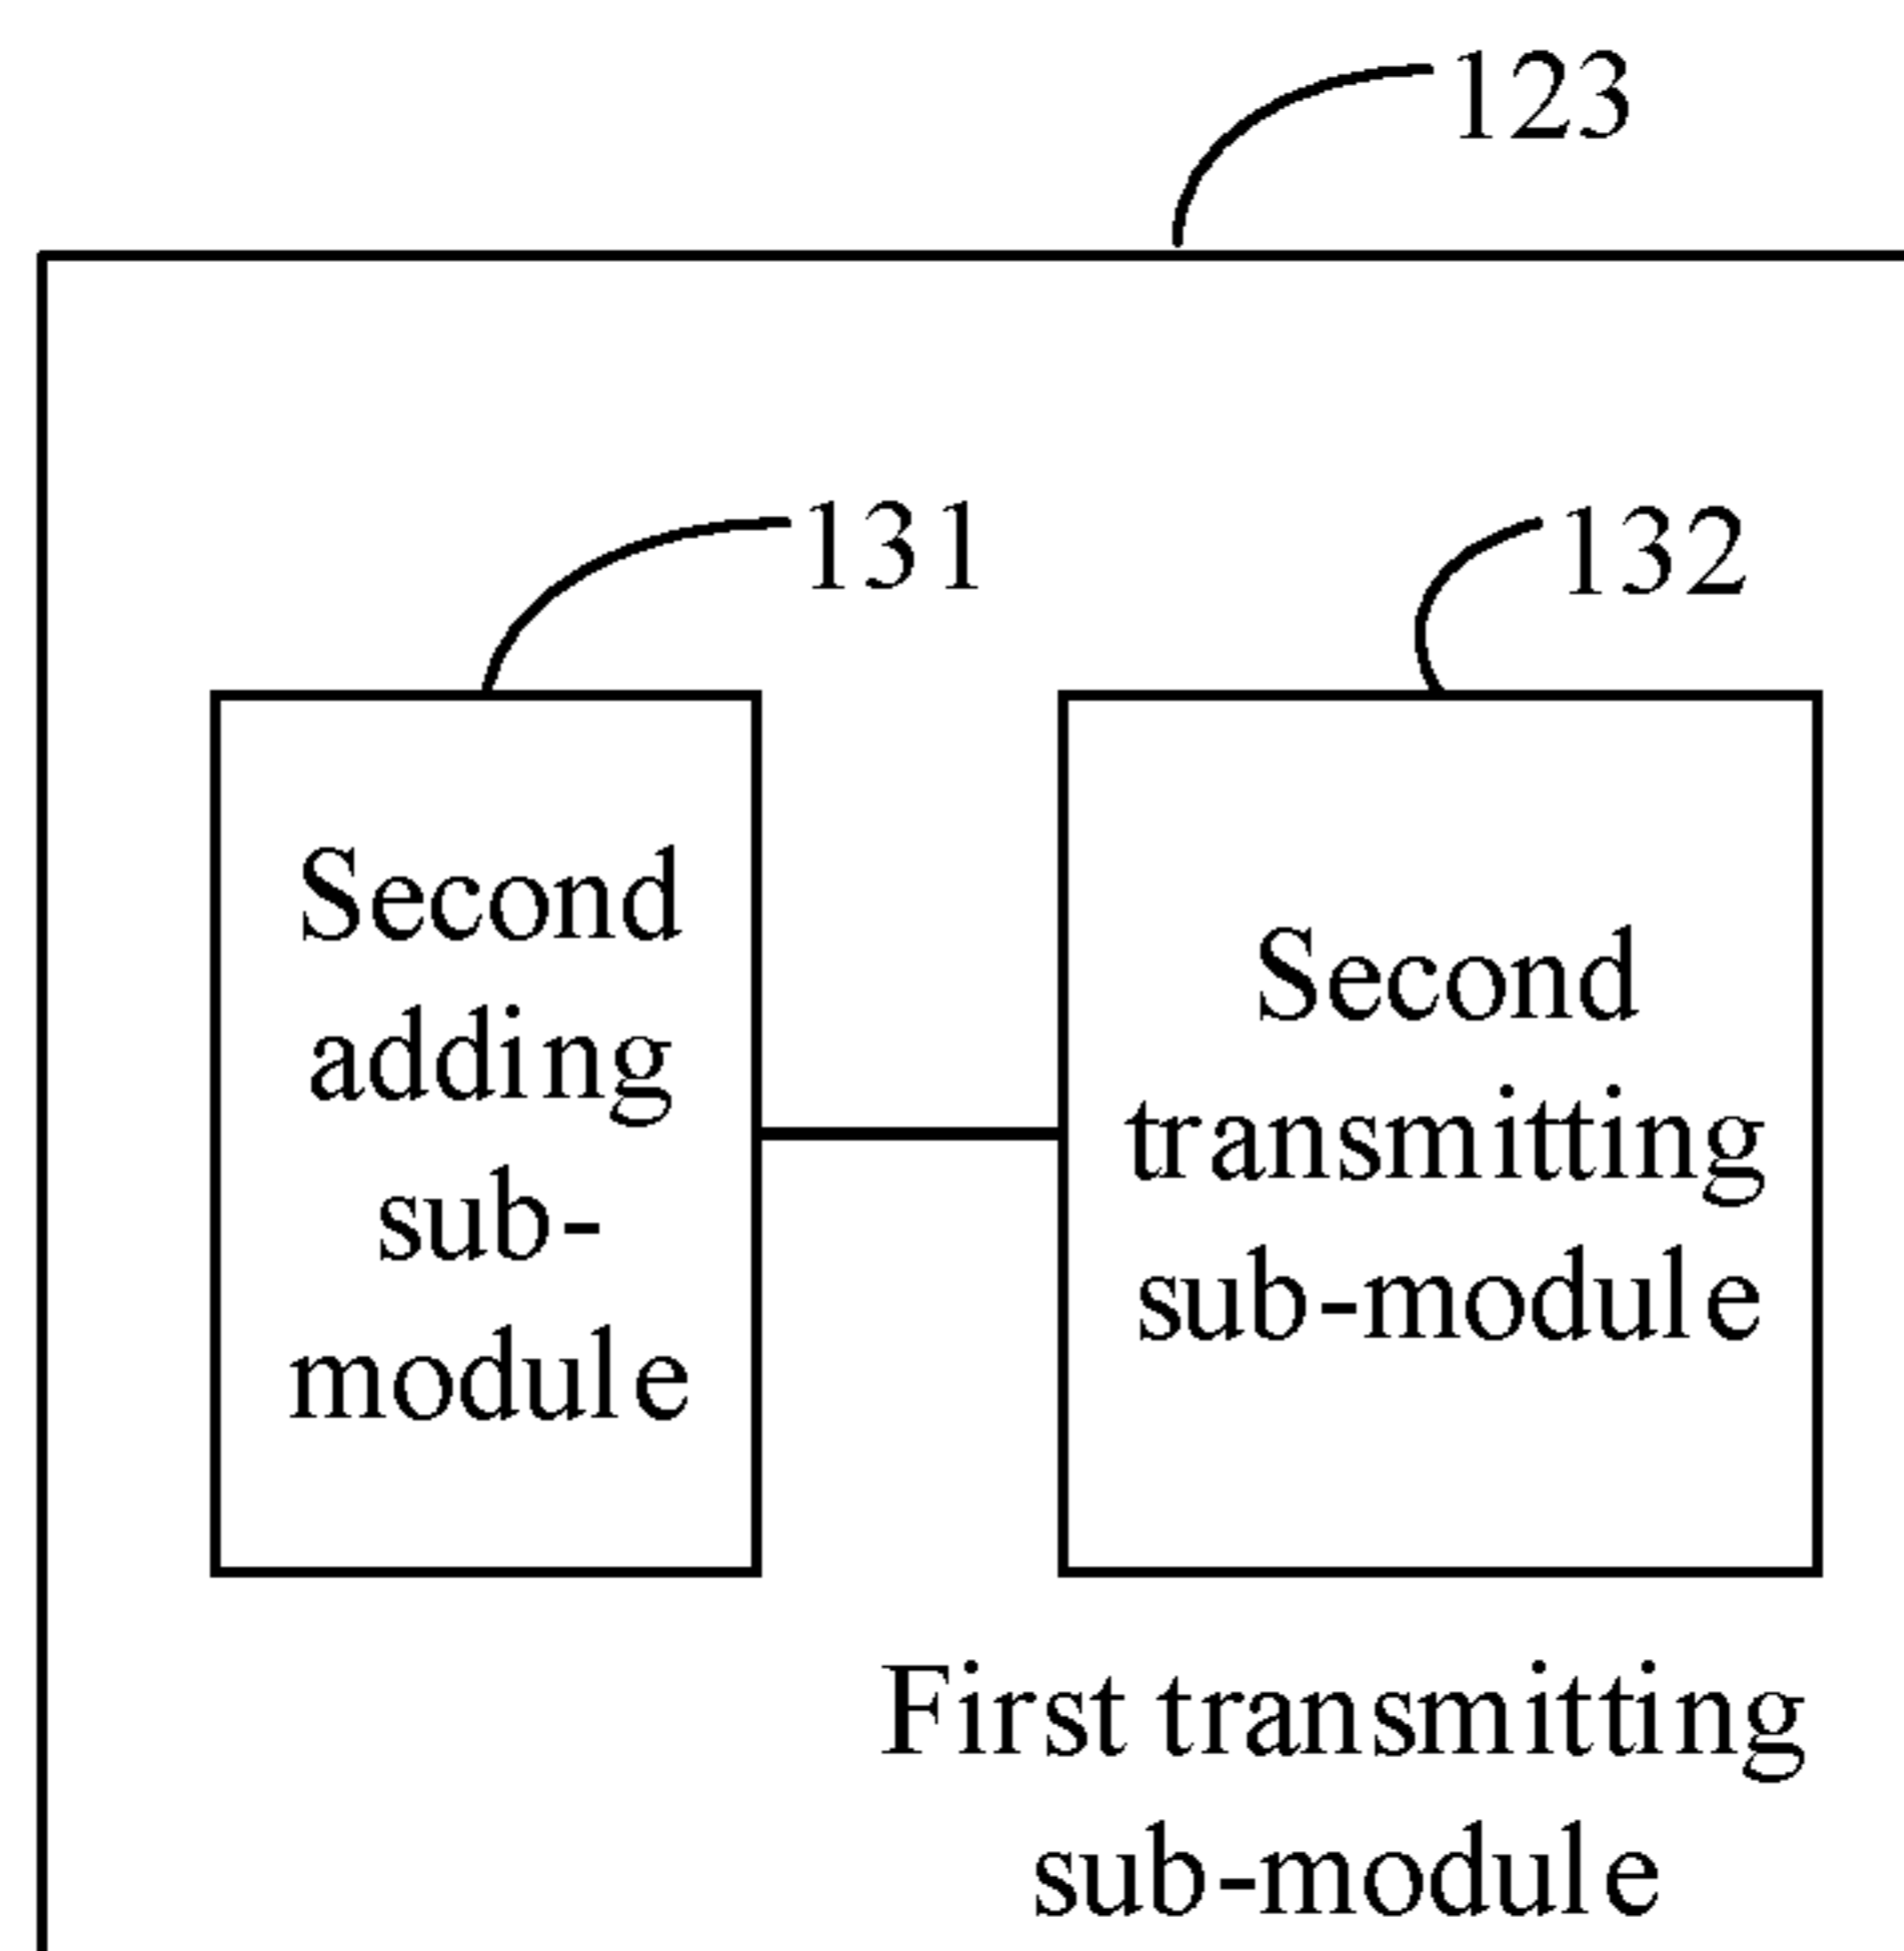 123
131
132
Second
adding
sub-
module
Second
transmitting
sub-module
First transmitting
sub-module